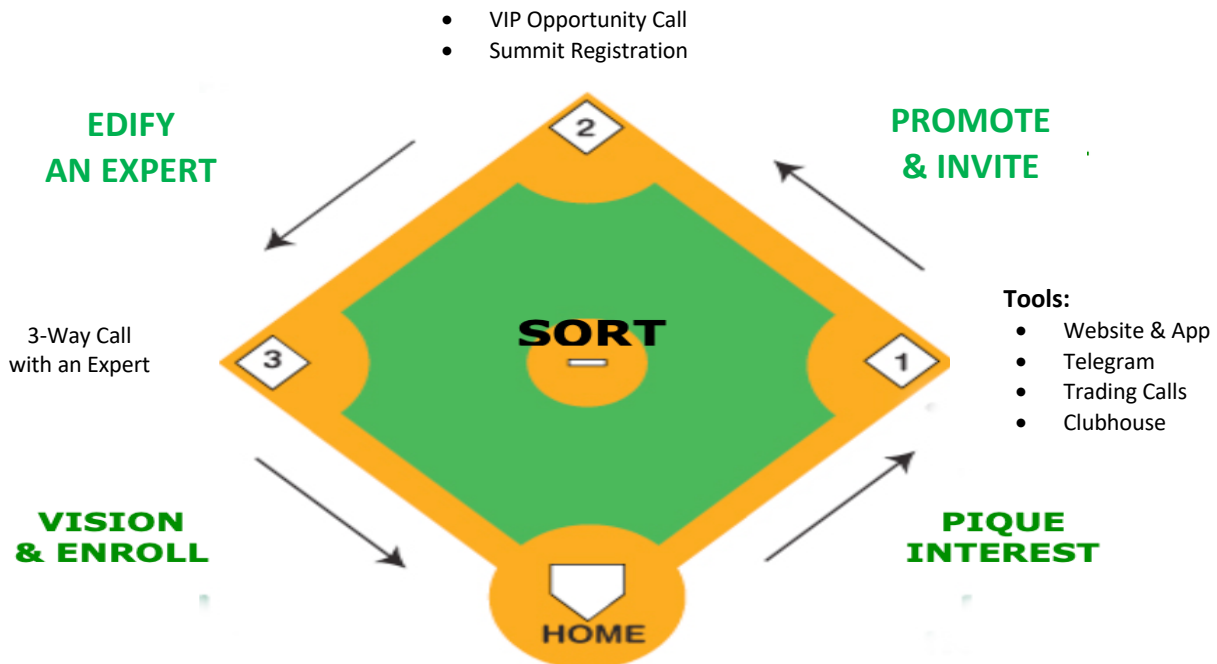 • VIP Opportunity Call
• Summit Registration
EDIFY
AN EXPERT
PROMOTE
& INVITE
2
3-Way Call
with an Expert
3
SORT
1
Tools:
• Website & App
• Telegram
• Trading Calls
• Clubhouse
VISION
& ENROLL
PIQUE
INTEREST
HOME